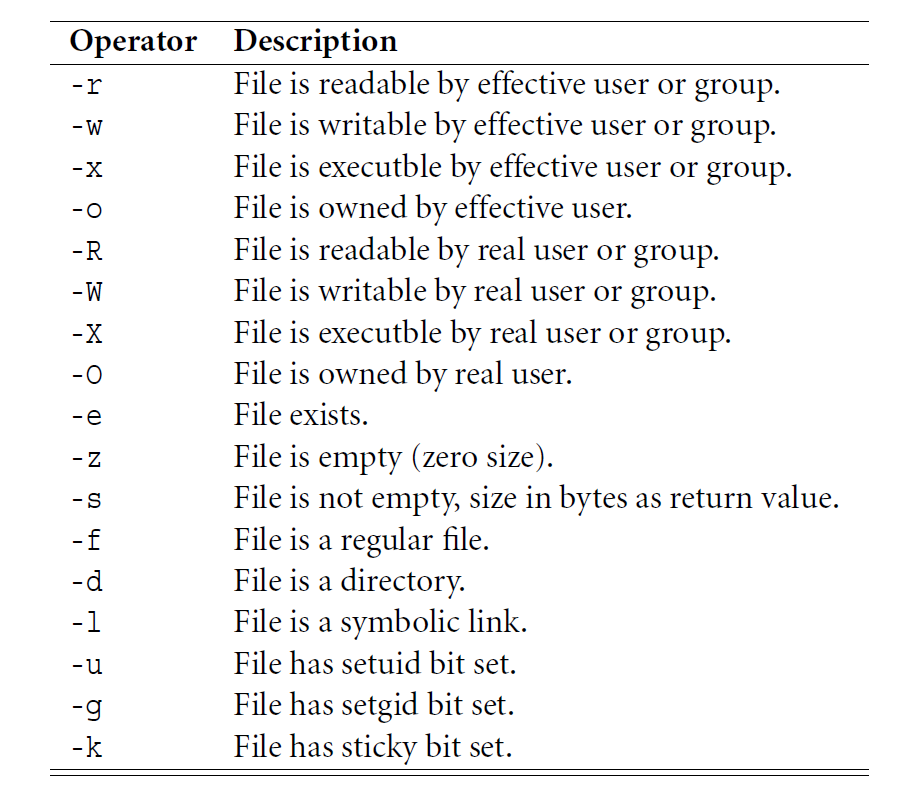 Operator Description
-r File is readable by effective user or group.
-w File is writable by effective user or group.
-x File is executble by effective user or group.
-o File is owned by effective user.
-R File is readable by real user or group.
-W File is writable by real user or group.
-X File is executble by real user or group.
-O File is owned by real user.
-e File exists.
-z File is empty (zero size).
-s File is not empty, size in bytes as return value.
-f File is a regular file.
-d File is a directory.
-l File is a symbolic link.
-u File has setuid bit set.
-g File has setgid bit set.
-k File has sticky bit set.